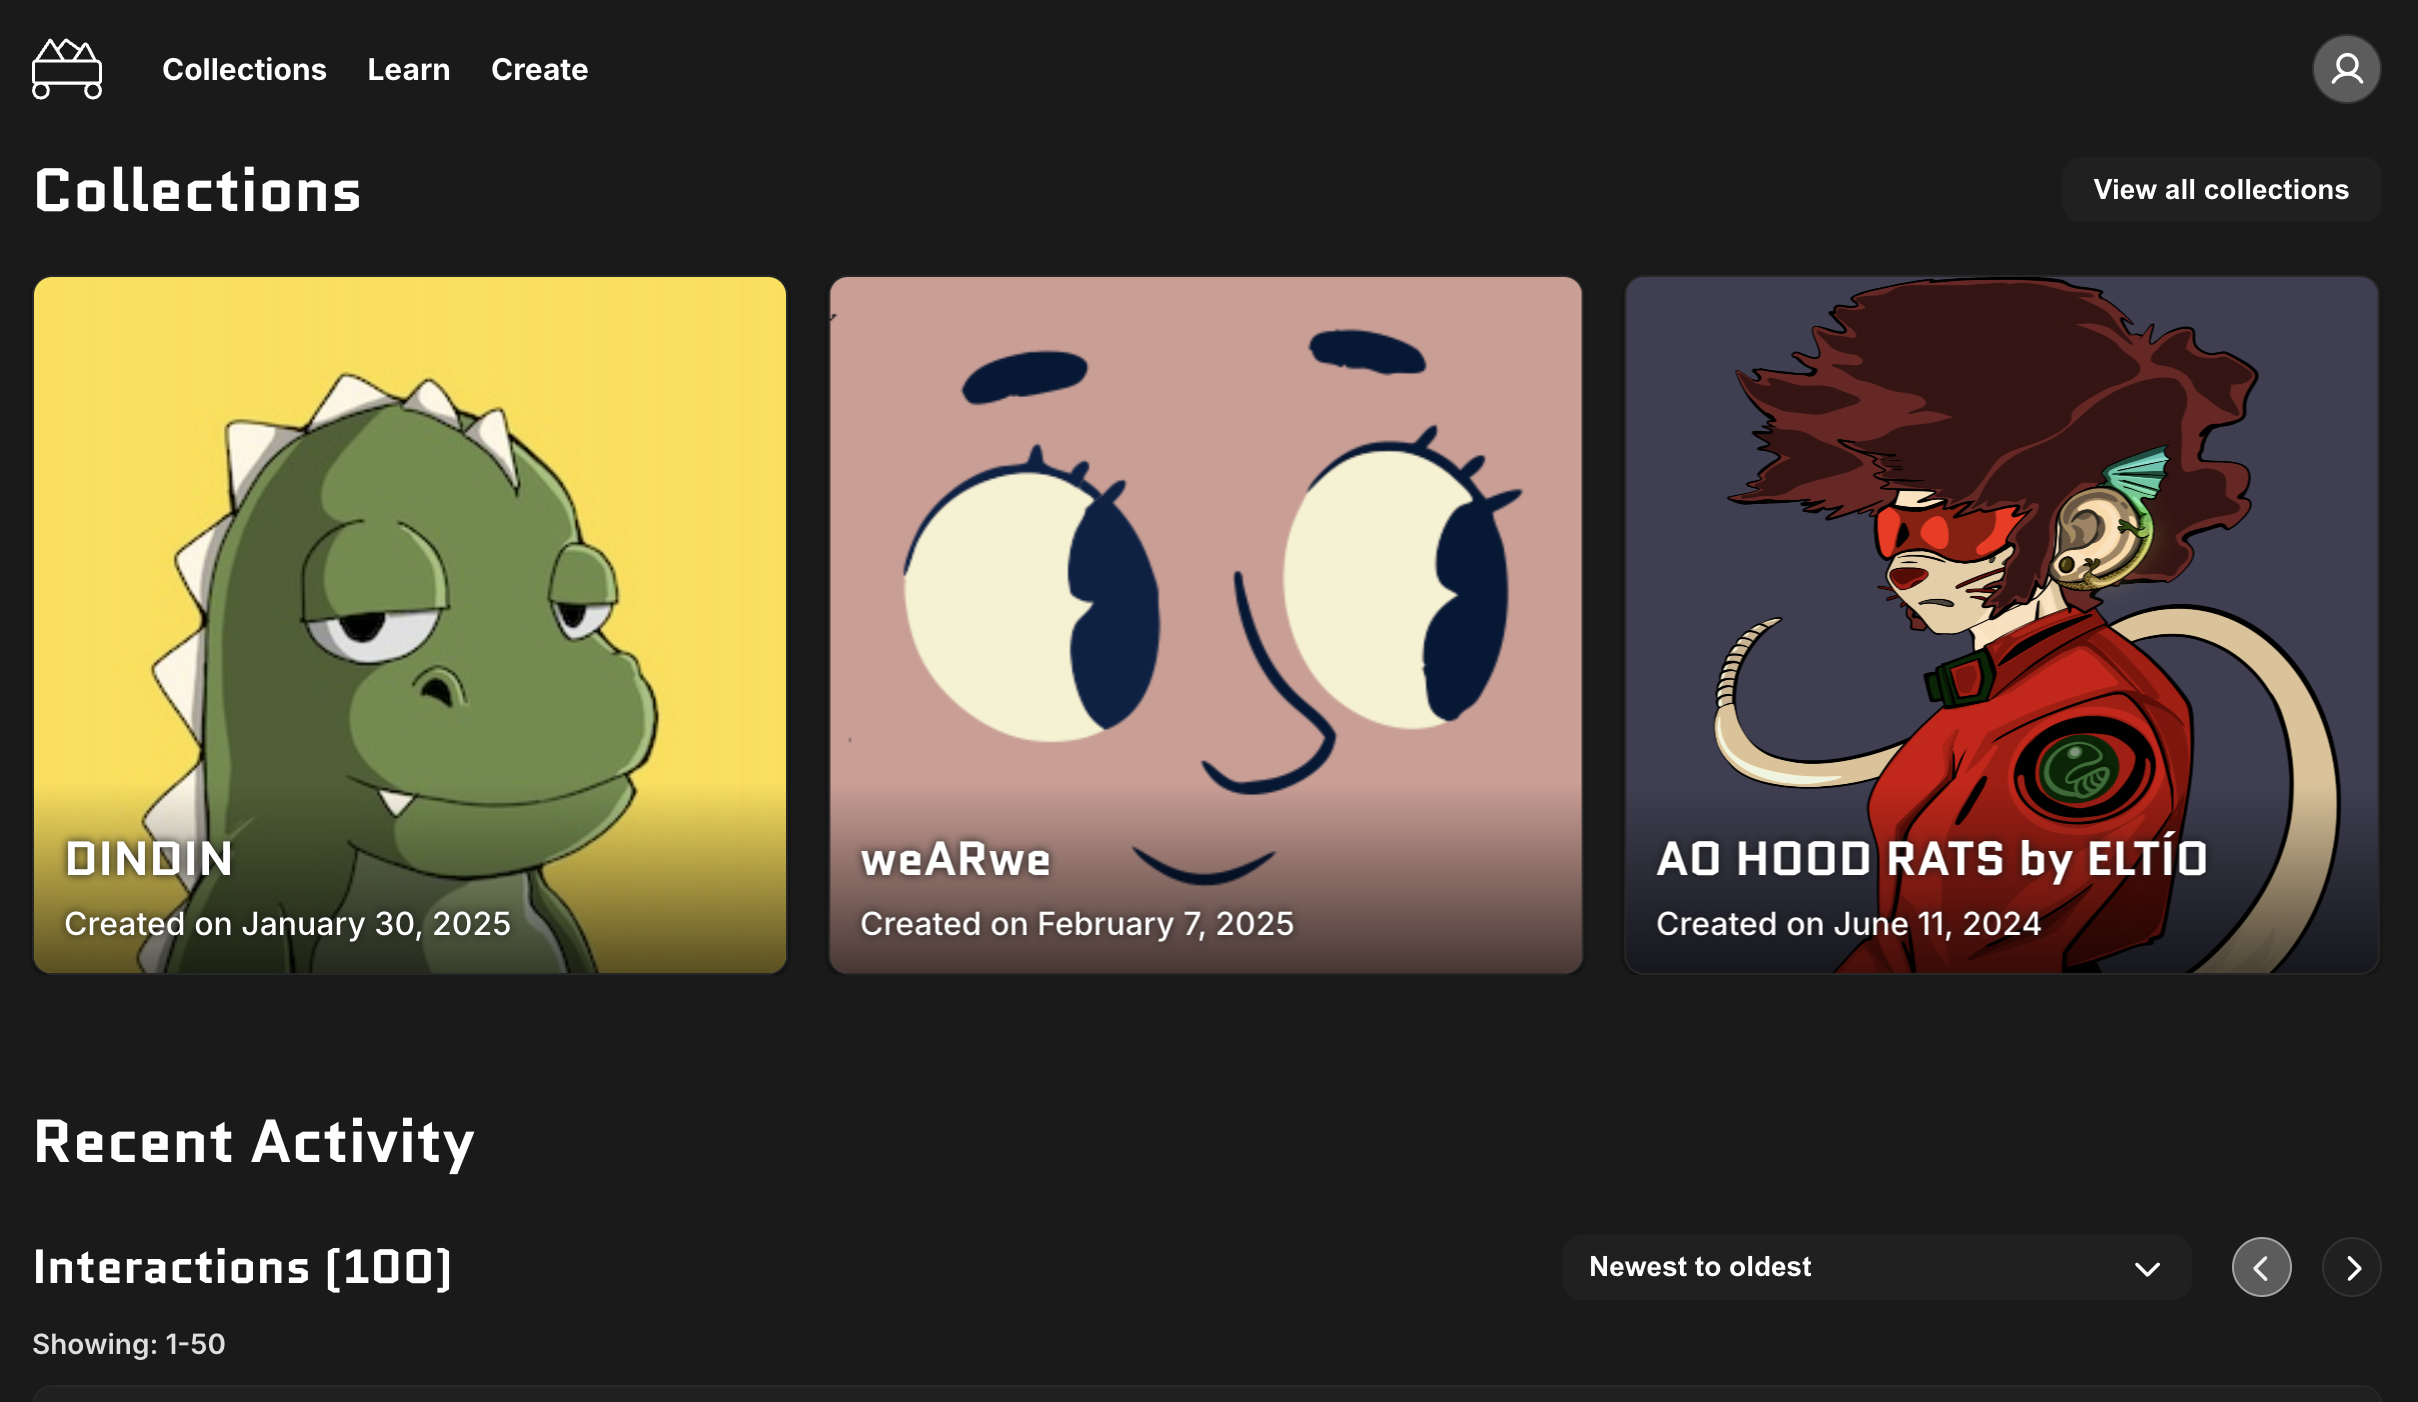 Collections Learn Create
Collections
View all collections
DINDIN
Created on January 30, 2025
weARwe
Created on February 7, 2025
AO HOOD RATS by ELTÍO
Created on June 11, 2024
Recent Activity
Interactions (100)
Newest to oldest
Showing: 1-50